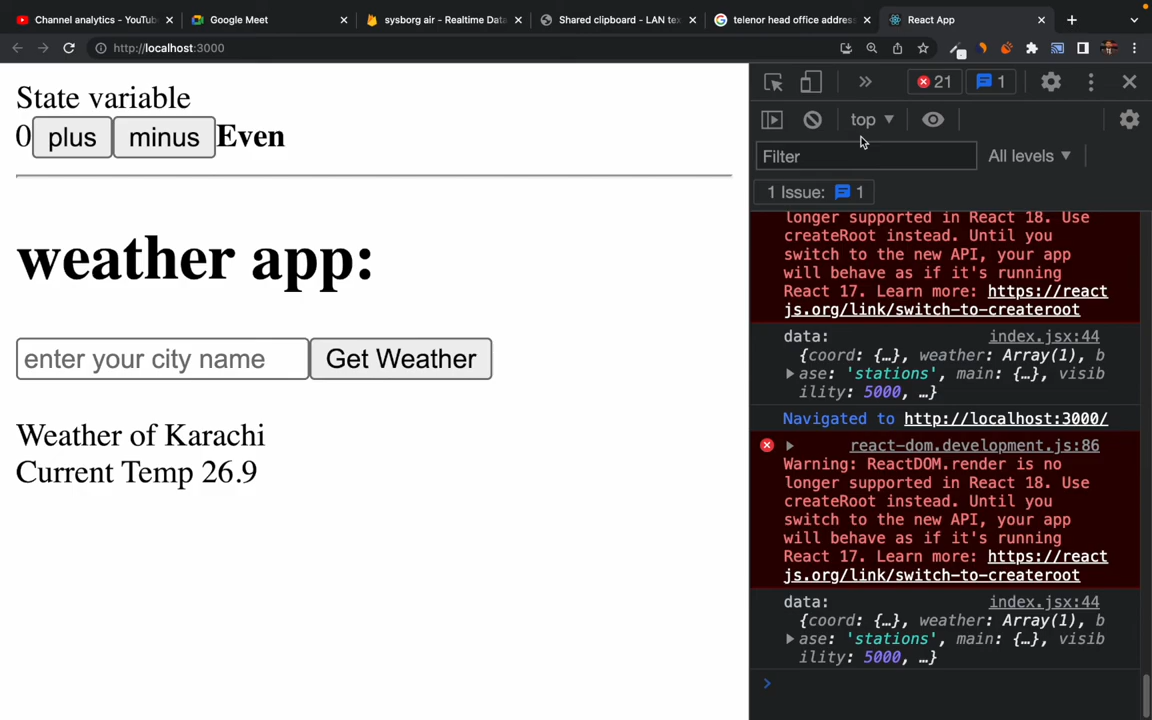 Channel analytics - YouTub
Google Meet
sysborg air - Realtime Data
Shared clipboard - LAN tex
telenor head office address
React App
http://localhost:3000
State variable
0 plus minus Even
weather app:
enter your city name Get Weather
Weather of Karachi
Current Temp 26.9
21 1
top
Filter All levels
1 Issue: 1
longer supported in React 18. Use
createRoot instead. Until you
switch to the new API, your app
will behave as if it's running
React 17. Learn more: https://react
js.org/link/switch-to-createroot
data: index.jsx:44
{coord: {…}, weather: Array(1), b
ase: 'stations', main: {…}, visib
ility: 5000, …}
Navigated to http://localhost:3000/
react-dom.development.js:86
Warning: ReactDOM.render is no
longer supported in React 18. Use
createRoot instead. Until you
switch to the new API, your app
will behave as if it's running
React 17. Learn more: https://react
js.org/link/switch-to-createroot
data: index.jsx:44
{coord: {…}, weather: Array(1), b
ase: 'stations', main: {…}, visib
ility: 5000, …}